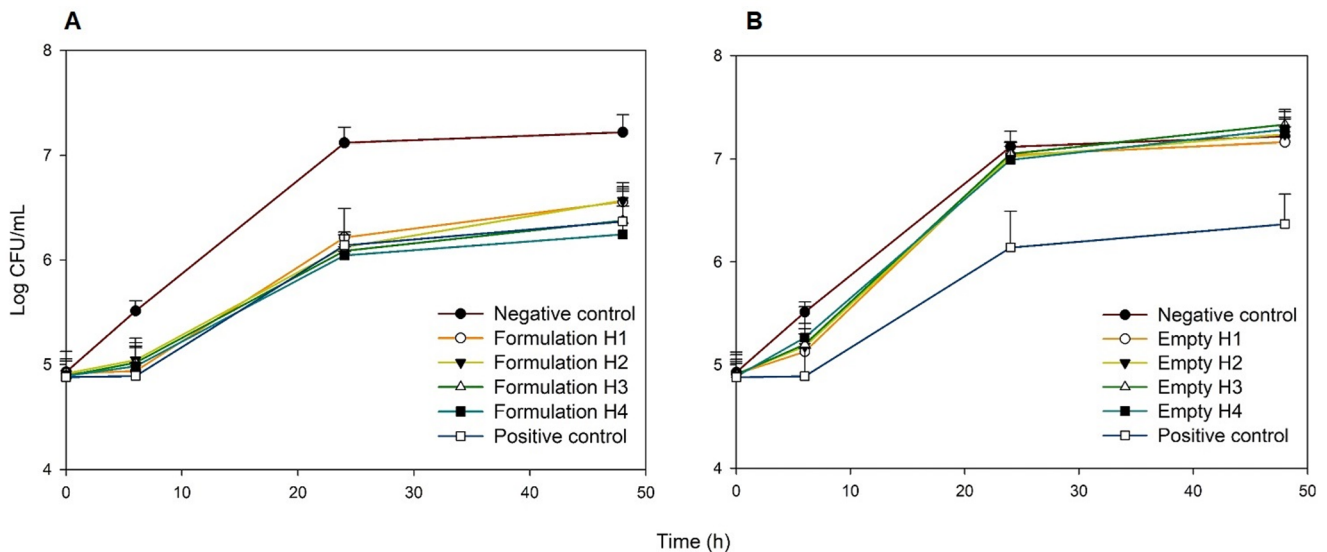 A
B
8
7
6
5
4
Log CFU/mL
Negative control
Formulation H1
Formulation H2
Formulation H3
Formulation H4
Positive control
0
10
20
30
40
50
8
7
6
5
4
Negative control
Empty H1
Empty H2
Empty H3
Empty H4
Positive control
0
10
20
30
40
50
Time (h)